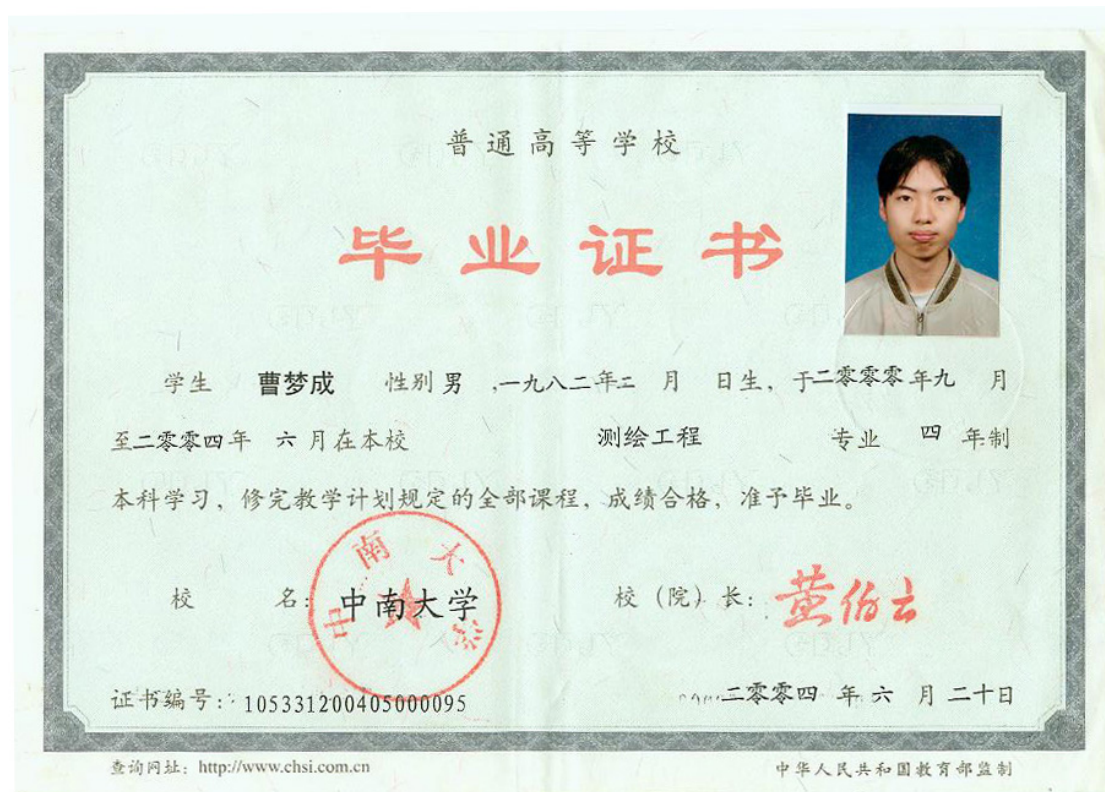 普通高等学校
毕业证书
学生 曹梦成 性别 男 ,一九八二年二 月 日生，于二零零零年九 月
至二零零四年 六 月在本校 测绘工程 专业 四 年制
本科学习，修完教学计划规定的全部课程，成绩合格，准予毕业。
校 名：中南大学 校（院）长：黄伯云
中南大学
证书编号：105331200405000095 二零零四 年 六 月 二十日
查询网址：http://www.chsi.com.cn 中华人民共和国教育部监制